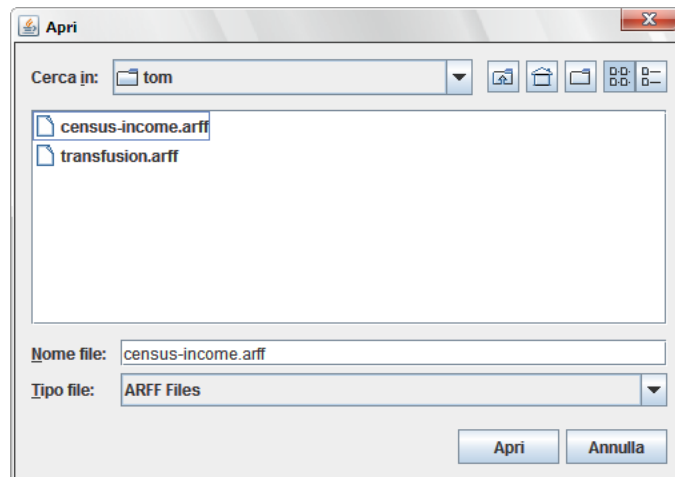 Apri
Cerca in: tom
census-income.arff
transfusion.arff
Nome file: census-income.arff
Tipo file: ARFF Files
Apri Annulla